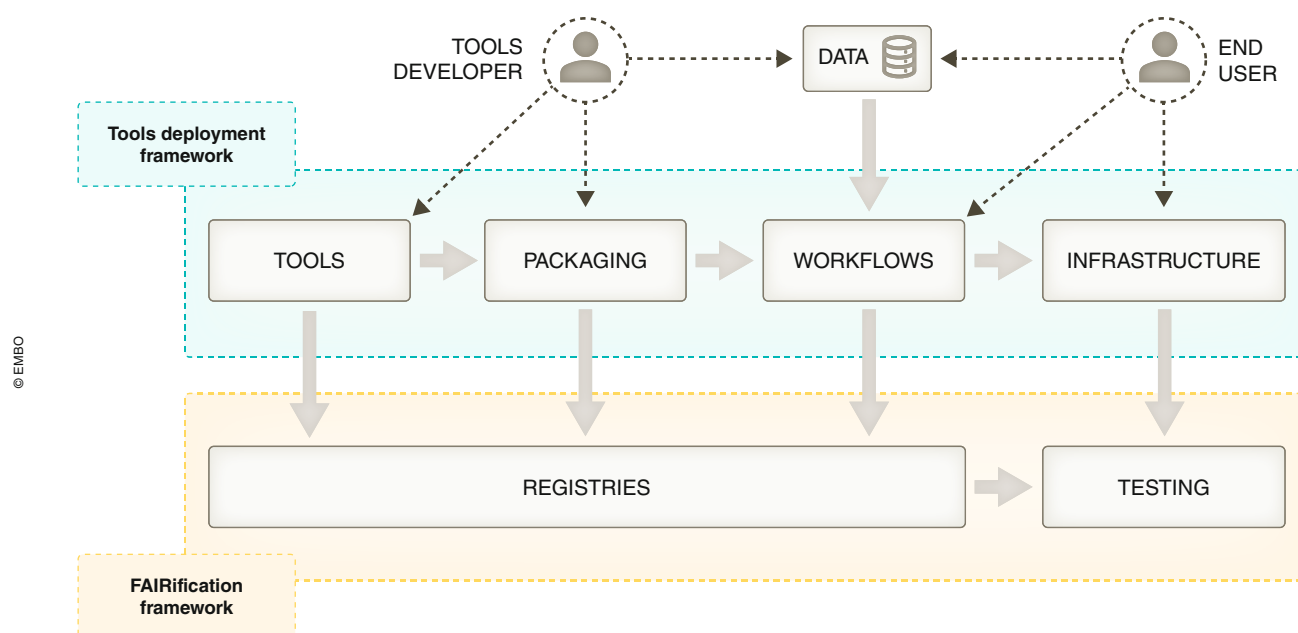 TOOLS
DEVELOPER
DATA
END
USER
Tools deployment
framework
TOOLS
PACKAGING
WORKFLOWS
INFRASTRUCTURE
© EMBO
REGISTRIES
TESTING
FAIRification
framework